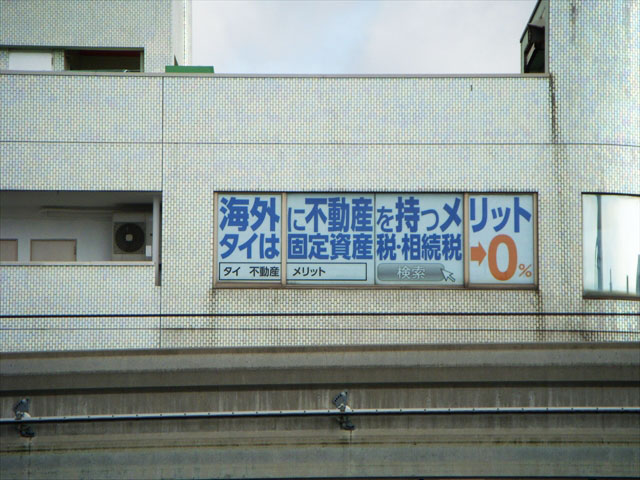 海外に不動産を持つメリット
タイは固定資産税・相続税➡0%
タイ 不動産 メリット 検索